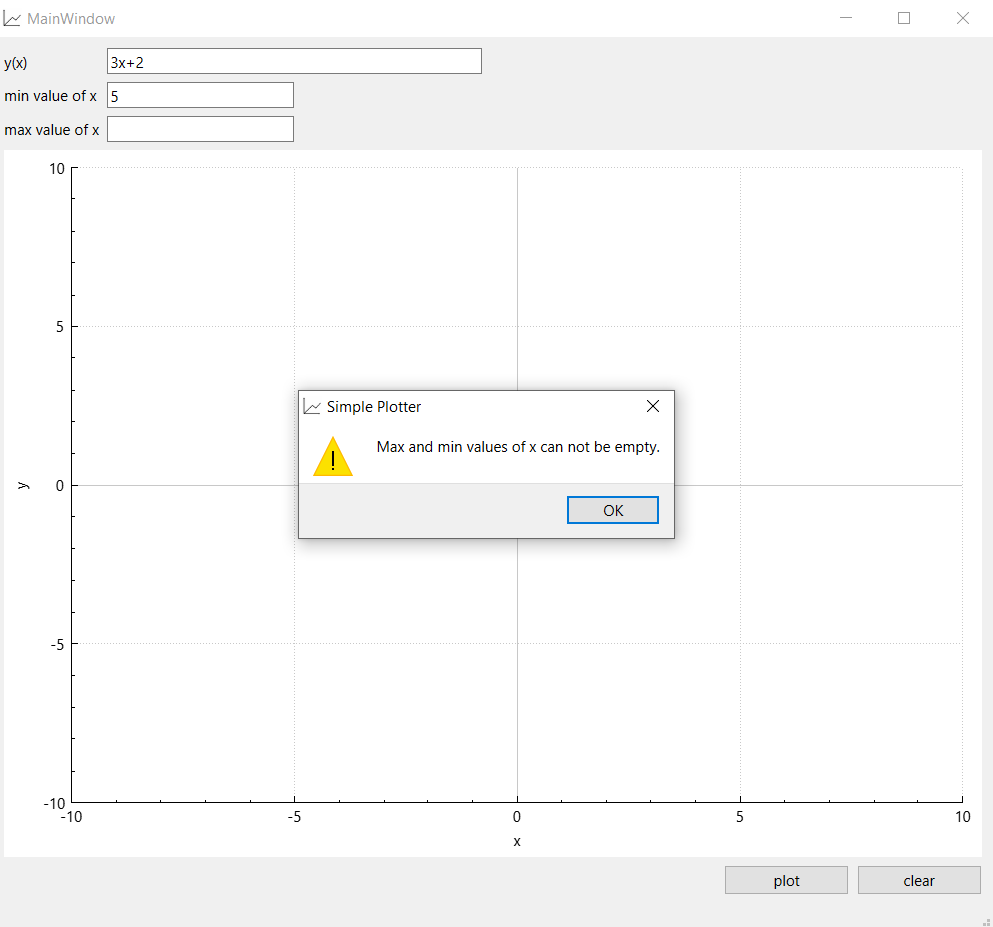 MainWindow
y(x) 3x+2
min value of x 5
max value of x
10
5
0
-5
-10
y
Simple Plotter
!
Max and min values of x can not be empty.
OK
-10 -5 0 5 10
x
plot clear